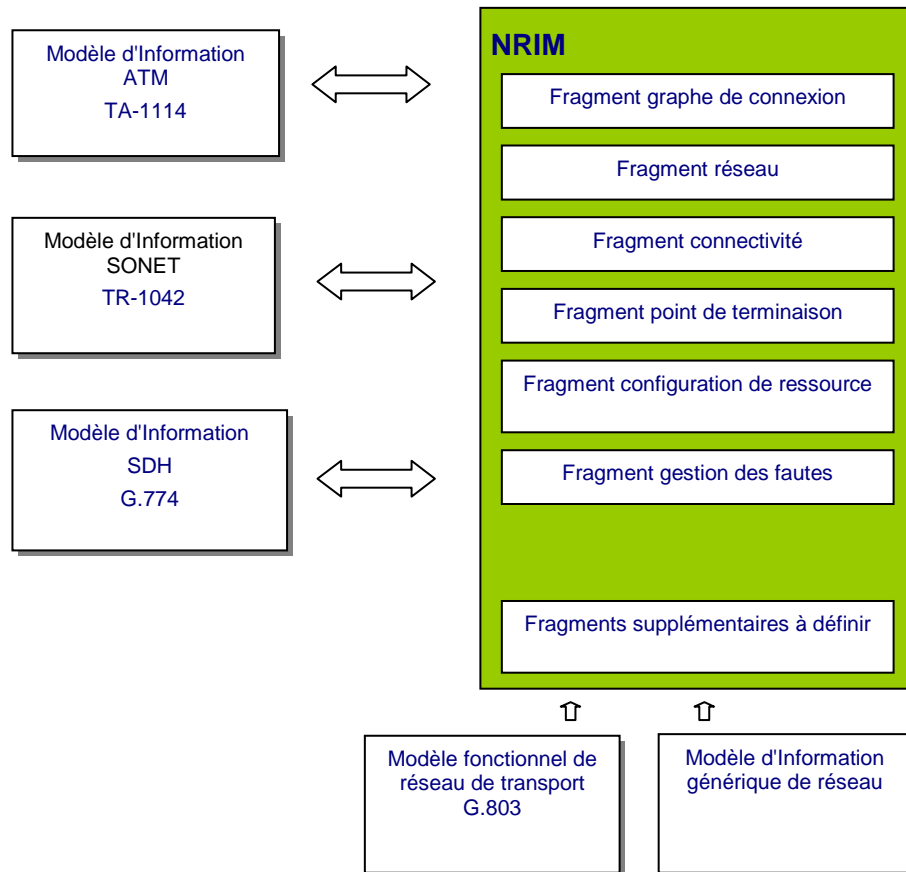 Modèle d'Information
ATM
TA-1114
Modèle d'Information
SONET
TR-1042
Modèle d'Information
SDH
G.774
NRIM
Fragment graphe de connexion
Fragment réseau
Fragment connectivité
Fragment point de terminaison
Fragment configuration de ressource
Fragment gestion des fautes
Fragments supplémentaires à définir
Modèle fonctionnel de
réseau de transport
G.803
Modèle d'Information
générique de réseau